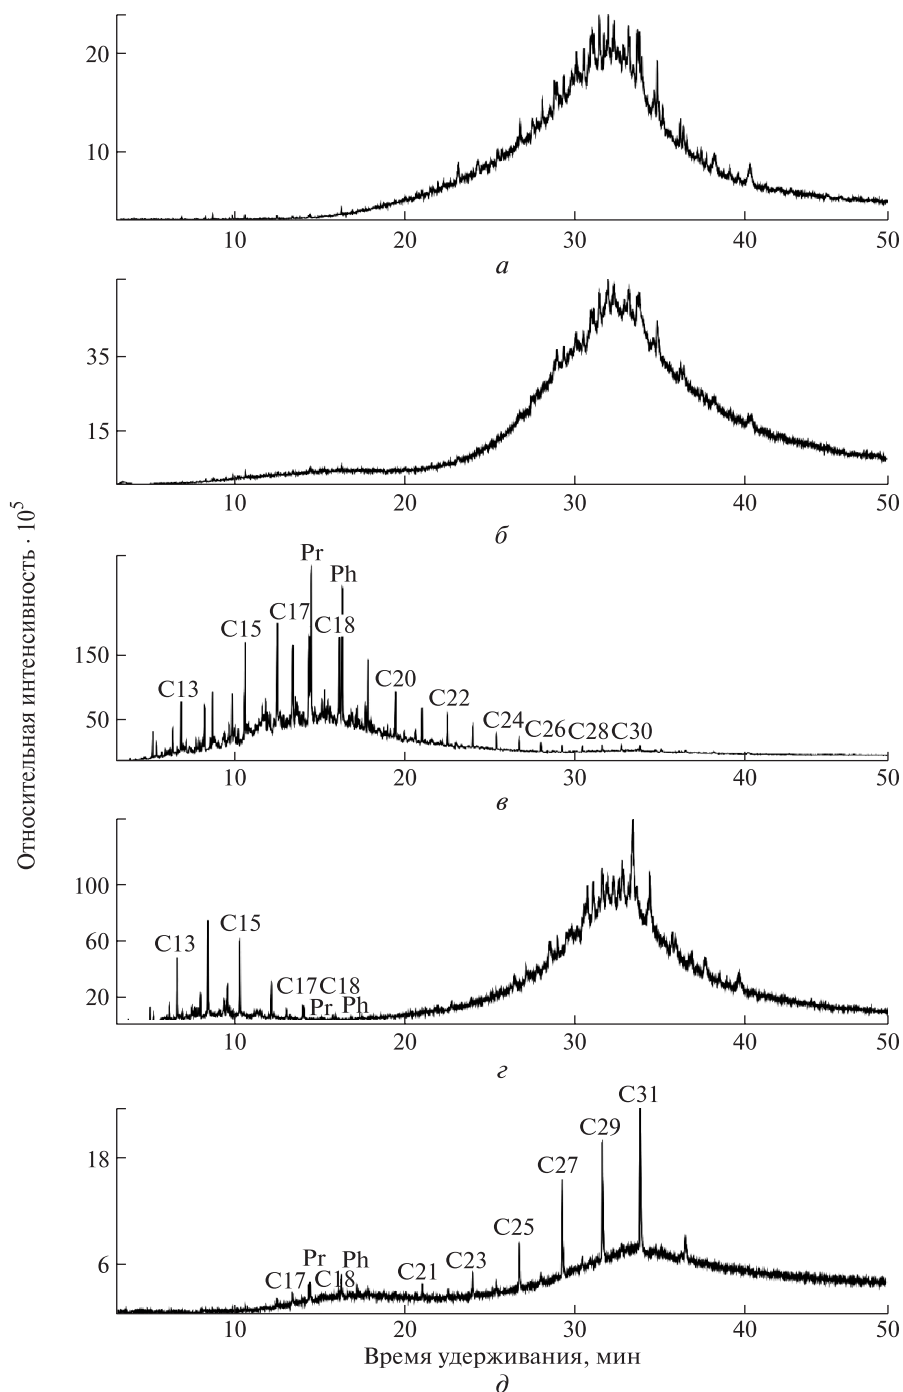 Относительная интенсивность · 10⁵
20
10
10 20 30 40 50
а
35
15
10 20 30 40 50
б
Pr
Ph
C17
C15 C18
C13 C20
150
C22
50 C24 C26 C28 C30
10 20 30 40 50
в
100
C15
60 C13
C17 C18
20 Pr Ph
10 20 30 40 50
г
C31
C29
18 C27
C25
Pr Ph C23
6 C17 C18 C21
10 20 30 40 50
Время удерживания, мин
д